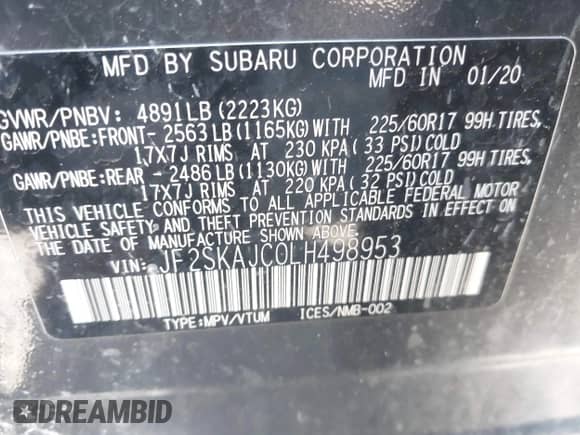 MFD BY SUBARU CORPORATION
MFD IN 01/20
GVWR/PNBV: 4891LB (2223KG)
GAWR/PNBE:FRONT- 2563LB(1165KG)WITH 225/60R17 99H TIRES,
17X7J RIMS AT 230 KPA( 33 PSI)COLD
GAWR/PNBE:REAR - 2486LB(1130KG)WITH 225/60R17 99H TIRES,
17X7J RIMS AT 220 KPA( 32 PSI)COLD
THIS VEHICLE CONFORMS TO ALL APPLICABLE FEDERAL MOTOR
VEHICLE SAFETY AND THEFT PREVENTION STANDARDS IN EFFECT ON
THE DATE OF MANUFACTURE SHOWN ABOVE.
VIN: JF2SKAJC0LH498953
TYPE:MPV/VTUM ICES/NMB-002
DREAMBID